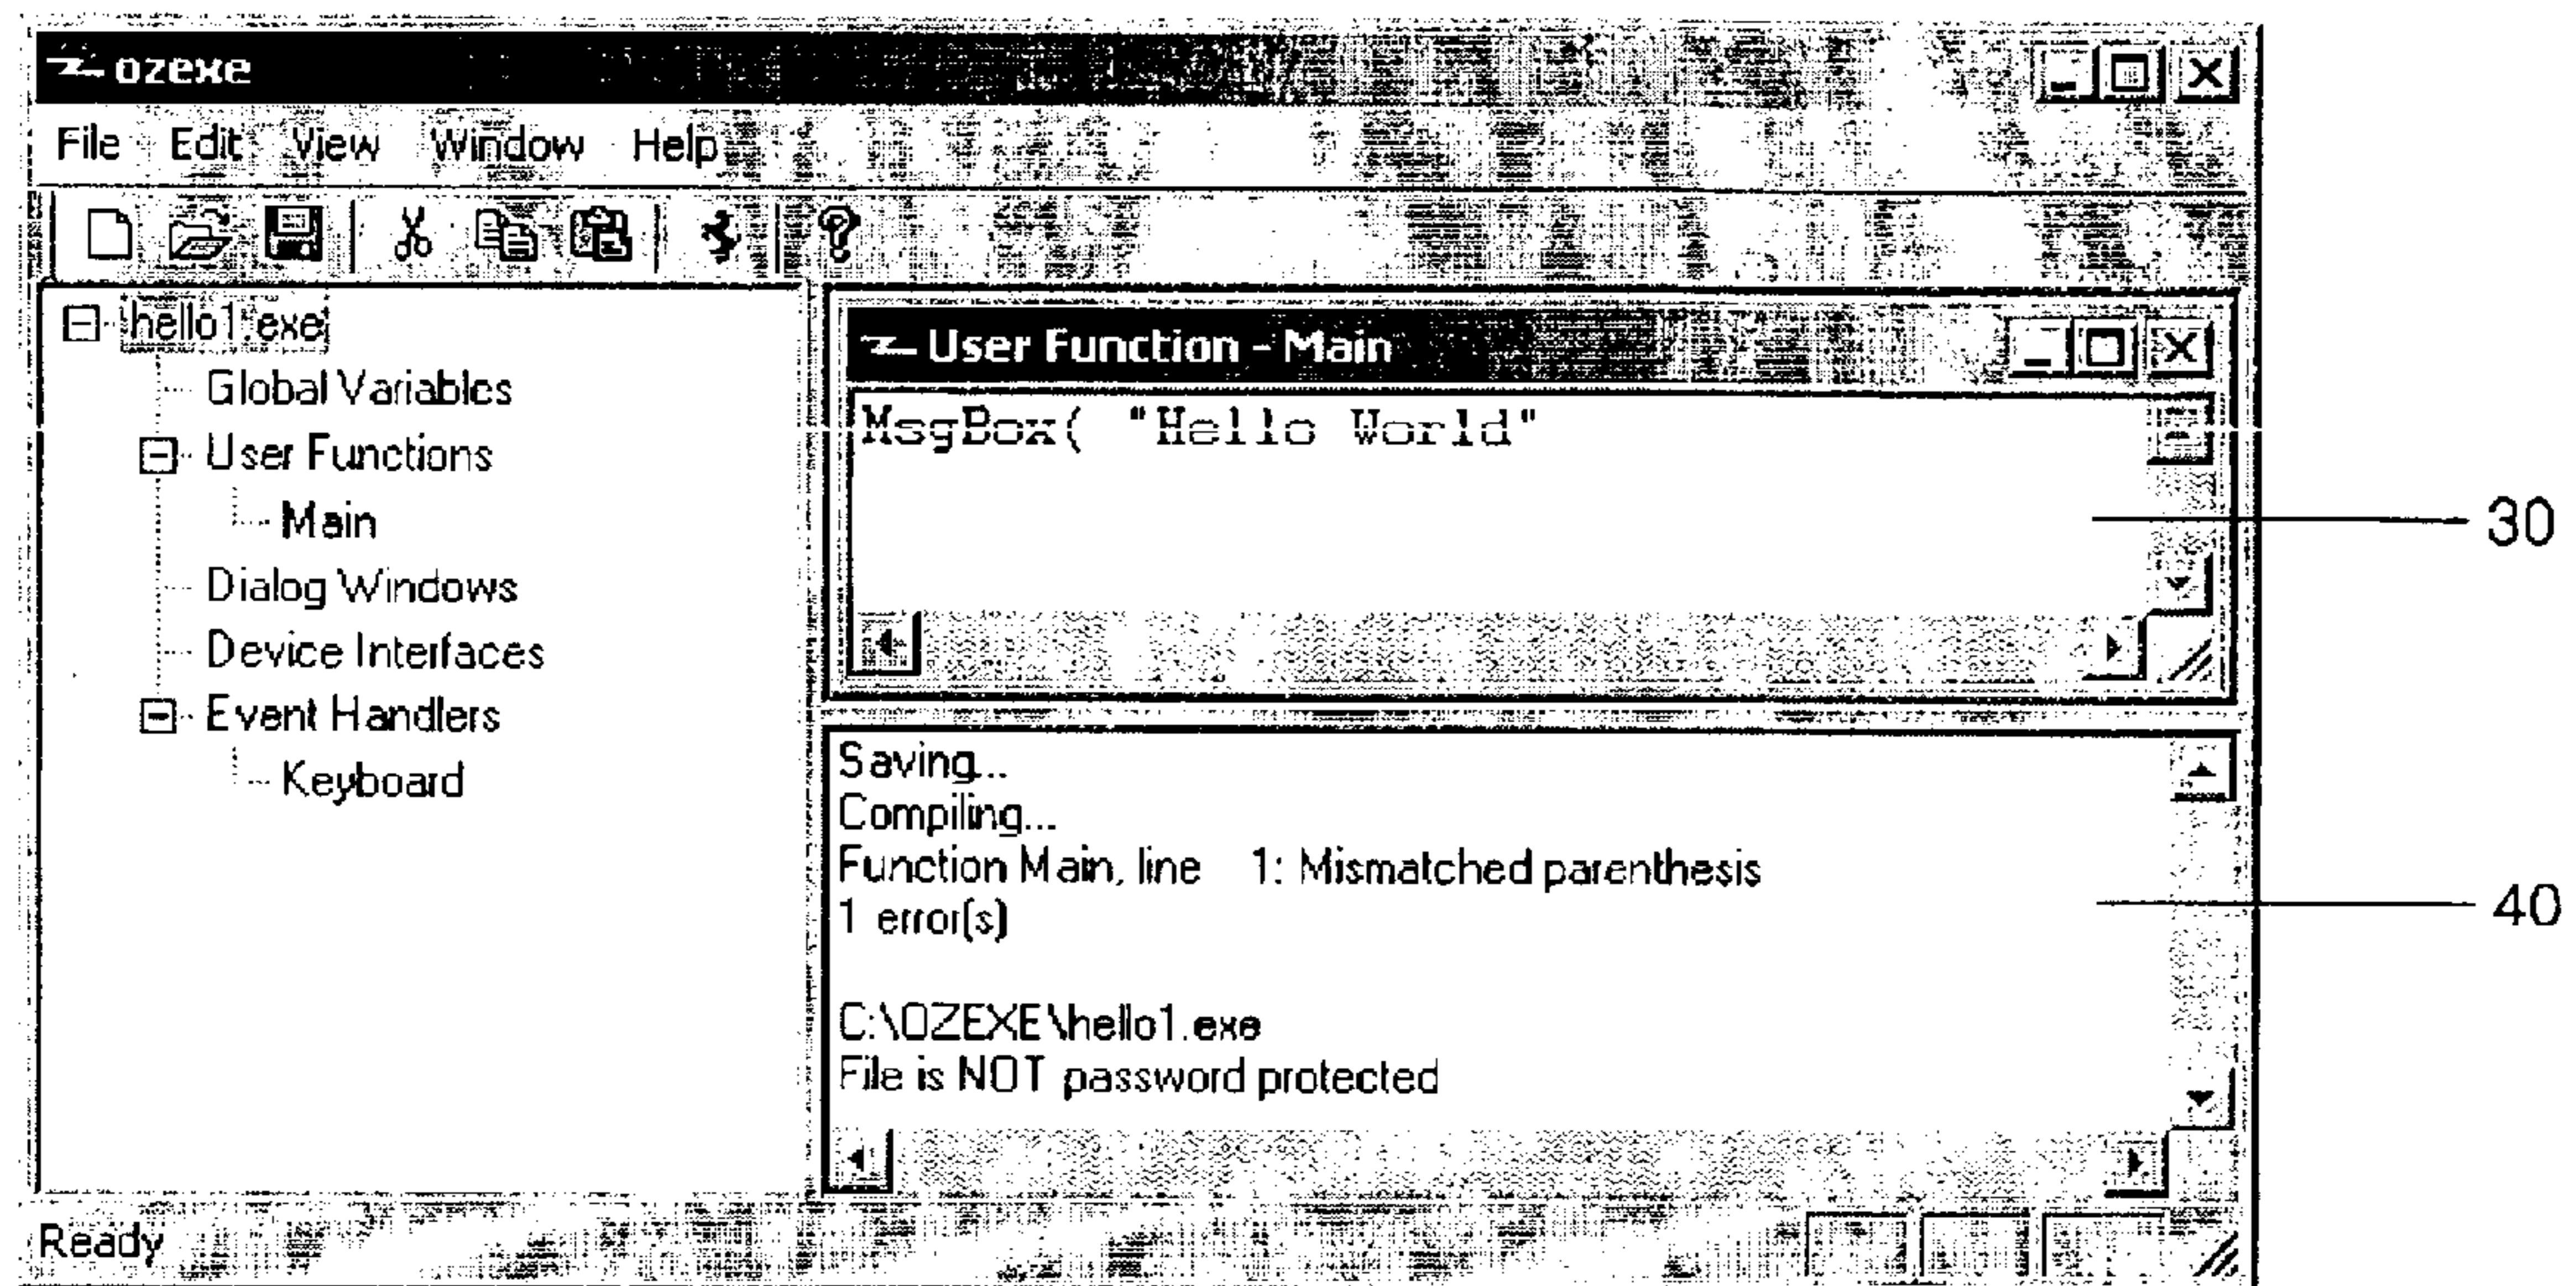 ozexe
File Edit View Window Help
hello1.exe
Global Variables
User Functions
Main
Dialog Windows
Device Interfaces
Event Handlers
Keyboard
User Function - Main
MsgBox( "Hello World"
30
Saving...
Compiling...
Function Main, line 1: Mismatched parenthesis
1 error(s)
40
C:\OZEXE\hello1.exe
File is NOT password protected
Ready